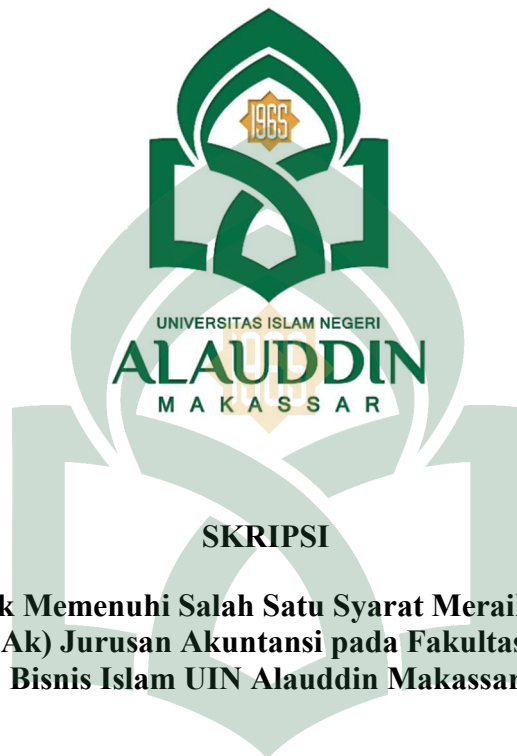 1965
UNIVERSITAS ISLAM NEGERI
ALAUDDIN
MAKASSAR
SKRIPSI
k Memenuhi Salah Satu Syarat Merai
Ak) Jurusan Akuntansi pada Fakultas
Bisnis Islam UIN Alauddin Makassar